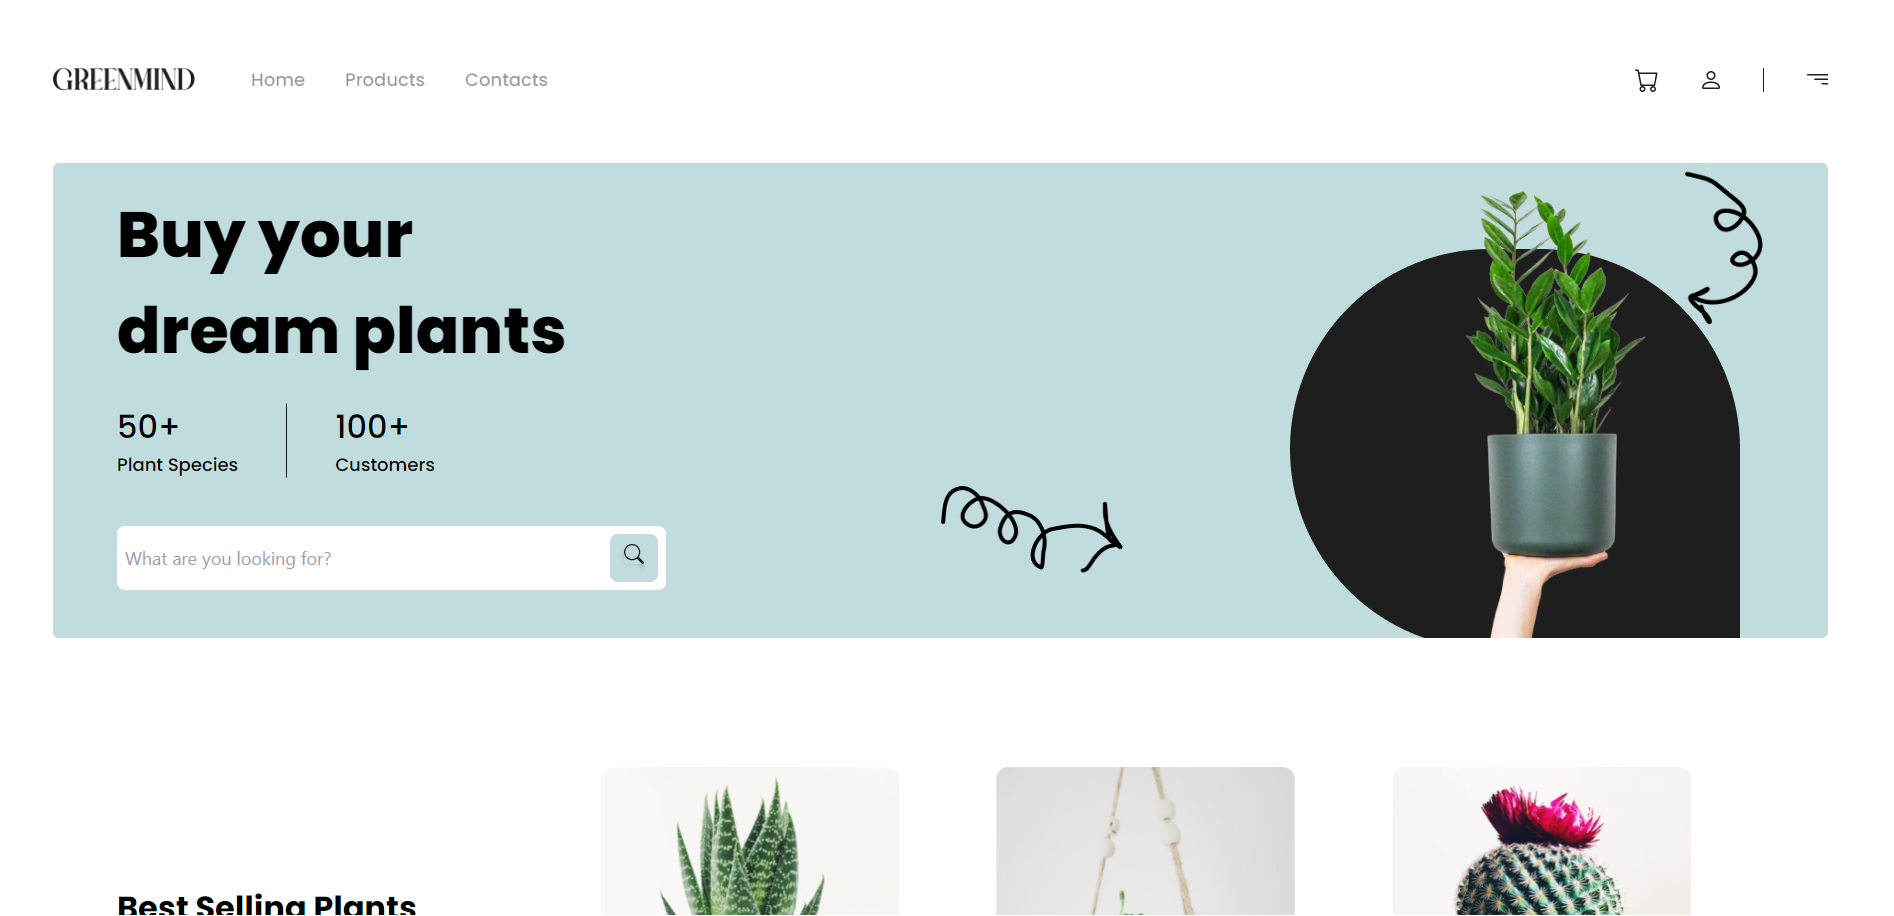 GREENMIND Home Products Contacts
Buy your
dream plants
50+ 100+
Plant Species Customers
What are you looking for?
Best Selling Plants